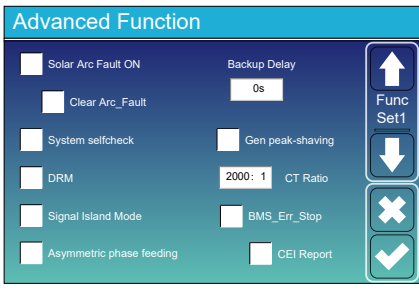 Advanced Function
Solar Arc Fault ON
Backup Delay
0s
Clear Arc_Fault
Func
Set1
System selfcheck
Gen peak-shaving
DRM
2000: 1
CT Ratio
Signal Island Mode
BMS_Err_Stop
Asymmetric phase feeding
CEI Report